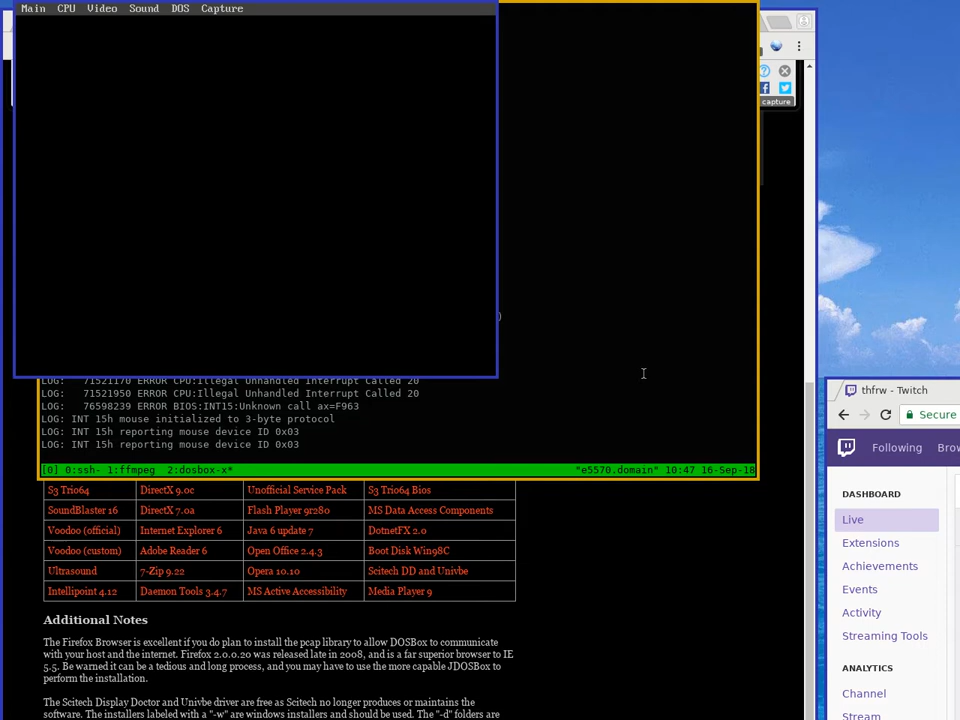 Main CPU Video Sound DOS Capture
capture
)
LOG: 71521170 ERROR CPU:Illegal Unhandled Interrupt Called 20
LOG: 71521950 ERROR CPU:Illegal Unhandled Interrupt Called 20
LOG: 76598239 ERROR BIOS:INT15:Unknown call ax=F963
LOG: INT 15h mouse initialized to 3-byte protocol
LOG: INT 15h reporting mouse device ID 0x03
LOG: INT 15h reporting mouse device ID 0x03
[0] 0:ssh- 1:ffmpeg 2:dosbox-x* "e5570.domain" 10:47 16-Sep-18
S3 Trio64 DirectX 9.0c Unofficial Service Pack S3 Trio64 Bios
SoundBlaster 16 DirectX 7.0a Flash Player 9r280 MS Data Access Components
Voodoo (official) Internet Explorer 6 Java 6 update 7 DotnetFX 2.0
Voodoo (custom) Adobe Reader 6 Open Office 2.4.3 Boot Disk Win98C
Ultrasound 7-Zip 9.22 Opera 10.10 Scitech DD and Unvbe
Intellipoint 4.12 Daemon Tools 3.4.7 MS Active Accessibility Media Player 9
Additional Notes
The Firefox Browser is excellent if you do plan to install the pcap library to allow DOSBox to communicate
with your host and the internet. Firefox 2.0.0.20 was released late in 2008, and is a far superior browser to IE
5.5. Be warned it can be a tedious and long process, and you may have to use the more capable JDOSBox to
perform the installation.
The Scitech Display Doctor and Univbe driver are free as Scitech no longer produces or maintains the
software. The installers labeled with a "-w" are windows installers and should be used. The "-d" folders are
thfrw - Twitch
Secure
Following Brow
DASHBOARD
Live
Extensions
Achievements
Events
Activity
Streaming Tools
ANALYTICS
Channel
Stream